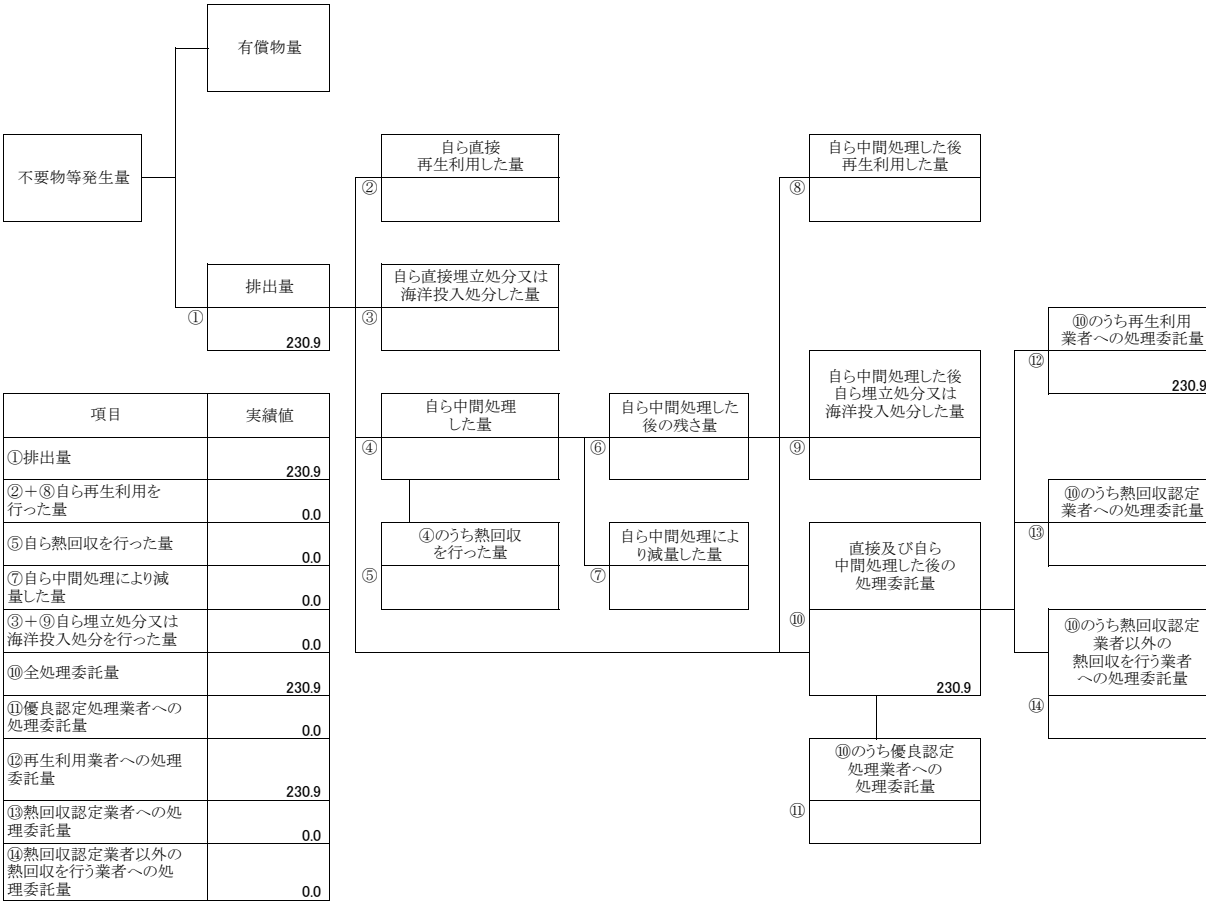 有償物量
不要物等発生量
自ら直接
再生利用した量
②
自ら中間処理した後
再生利用した量
⑧
排出量
①
230.9
自ら直接埋立処分又は
海洋投入処分した量
③
⑩のうち再生利用
業者への処理委託量
⑫
230.9
自ら中間処理した後
自ら埋立処分又は
海洋投入処分した量
⑨
自ら中間処理
した量
④
自ら中間処理した
後の残さ量
⑥
⑩のうち熱回収認定
業者への処理委託量
⑬
④のうち熱回収
を行った量
⑤
自ら中間処理によ
り減量した量
⑦
直接及び自ら
中間処理した後の
処理委託量
⑩
230.9
⑩のうち熱回収認定
業者以外の
熱回収を行う業者
への処理委託量
⑭
⑩のうち優良認定
処理業者への
処理委託量
⑪
項目 実績値
①排出量
230.9
②+⑧自ら再生利用を
行った量
0.0
⑤自ら熱回収を行った量
0.0
⑦自ら中間処理により減
量した量
0.0
③+⑨自ら埋立処分又は
海洋投入処分を行った量
0.0
⑩全処理委託量
230.9
⑪優良認定処理業者への
処理委託量
0.0
⑫再生利用業者への処理
委託量
230.9
⑬熱回収認定業者への処
理委託量
0.0
⑭熱回収認定業者以外の
熱回収を行う業者への処
理委託量
0.0